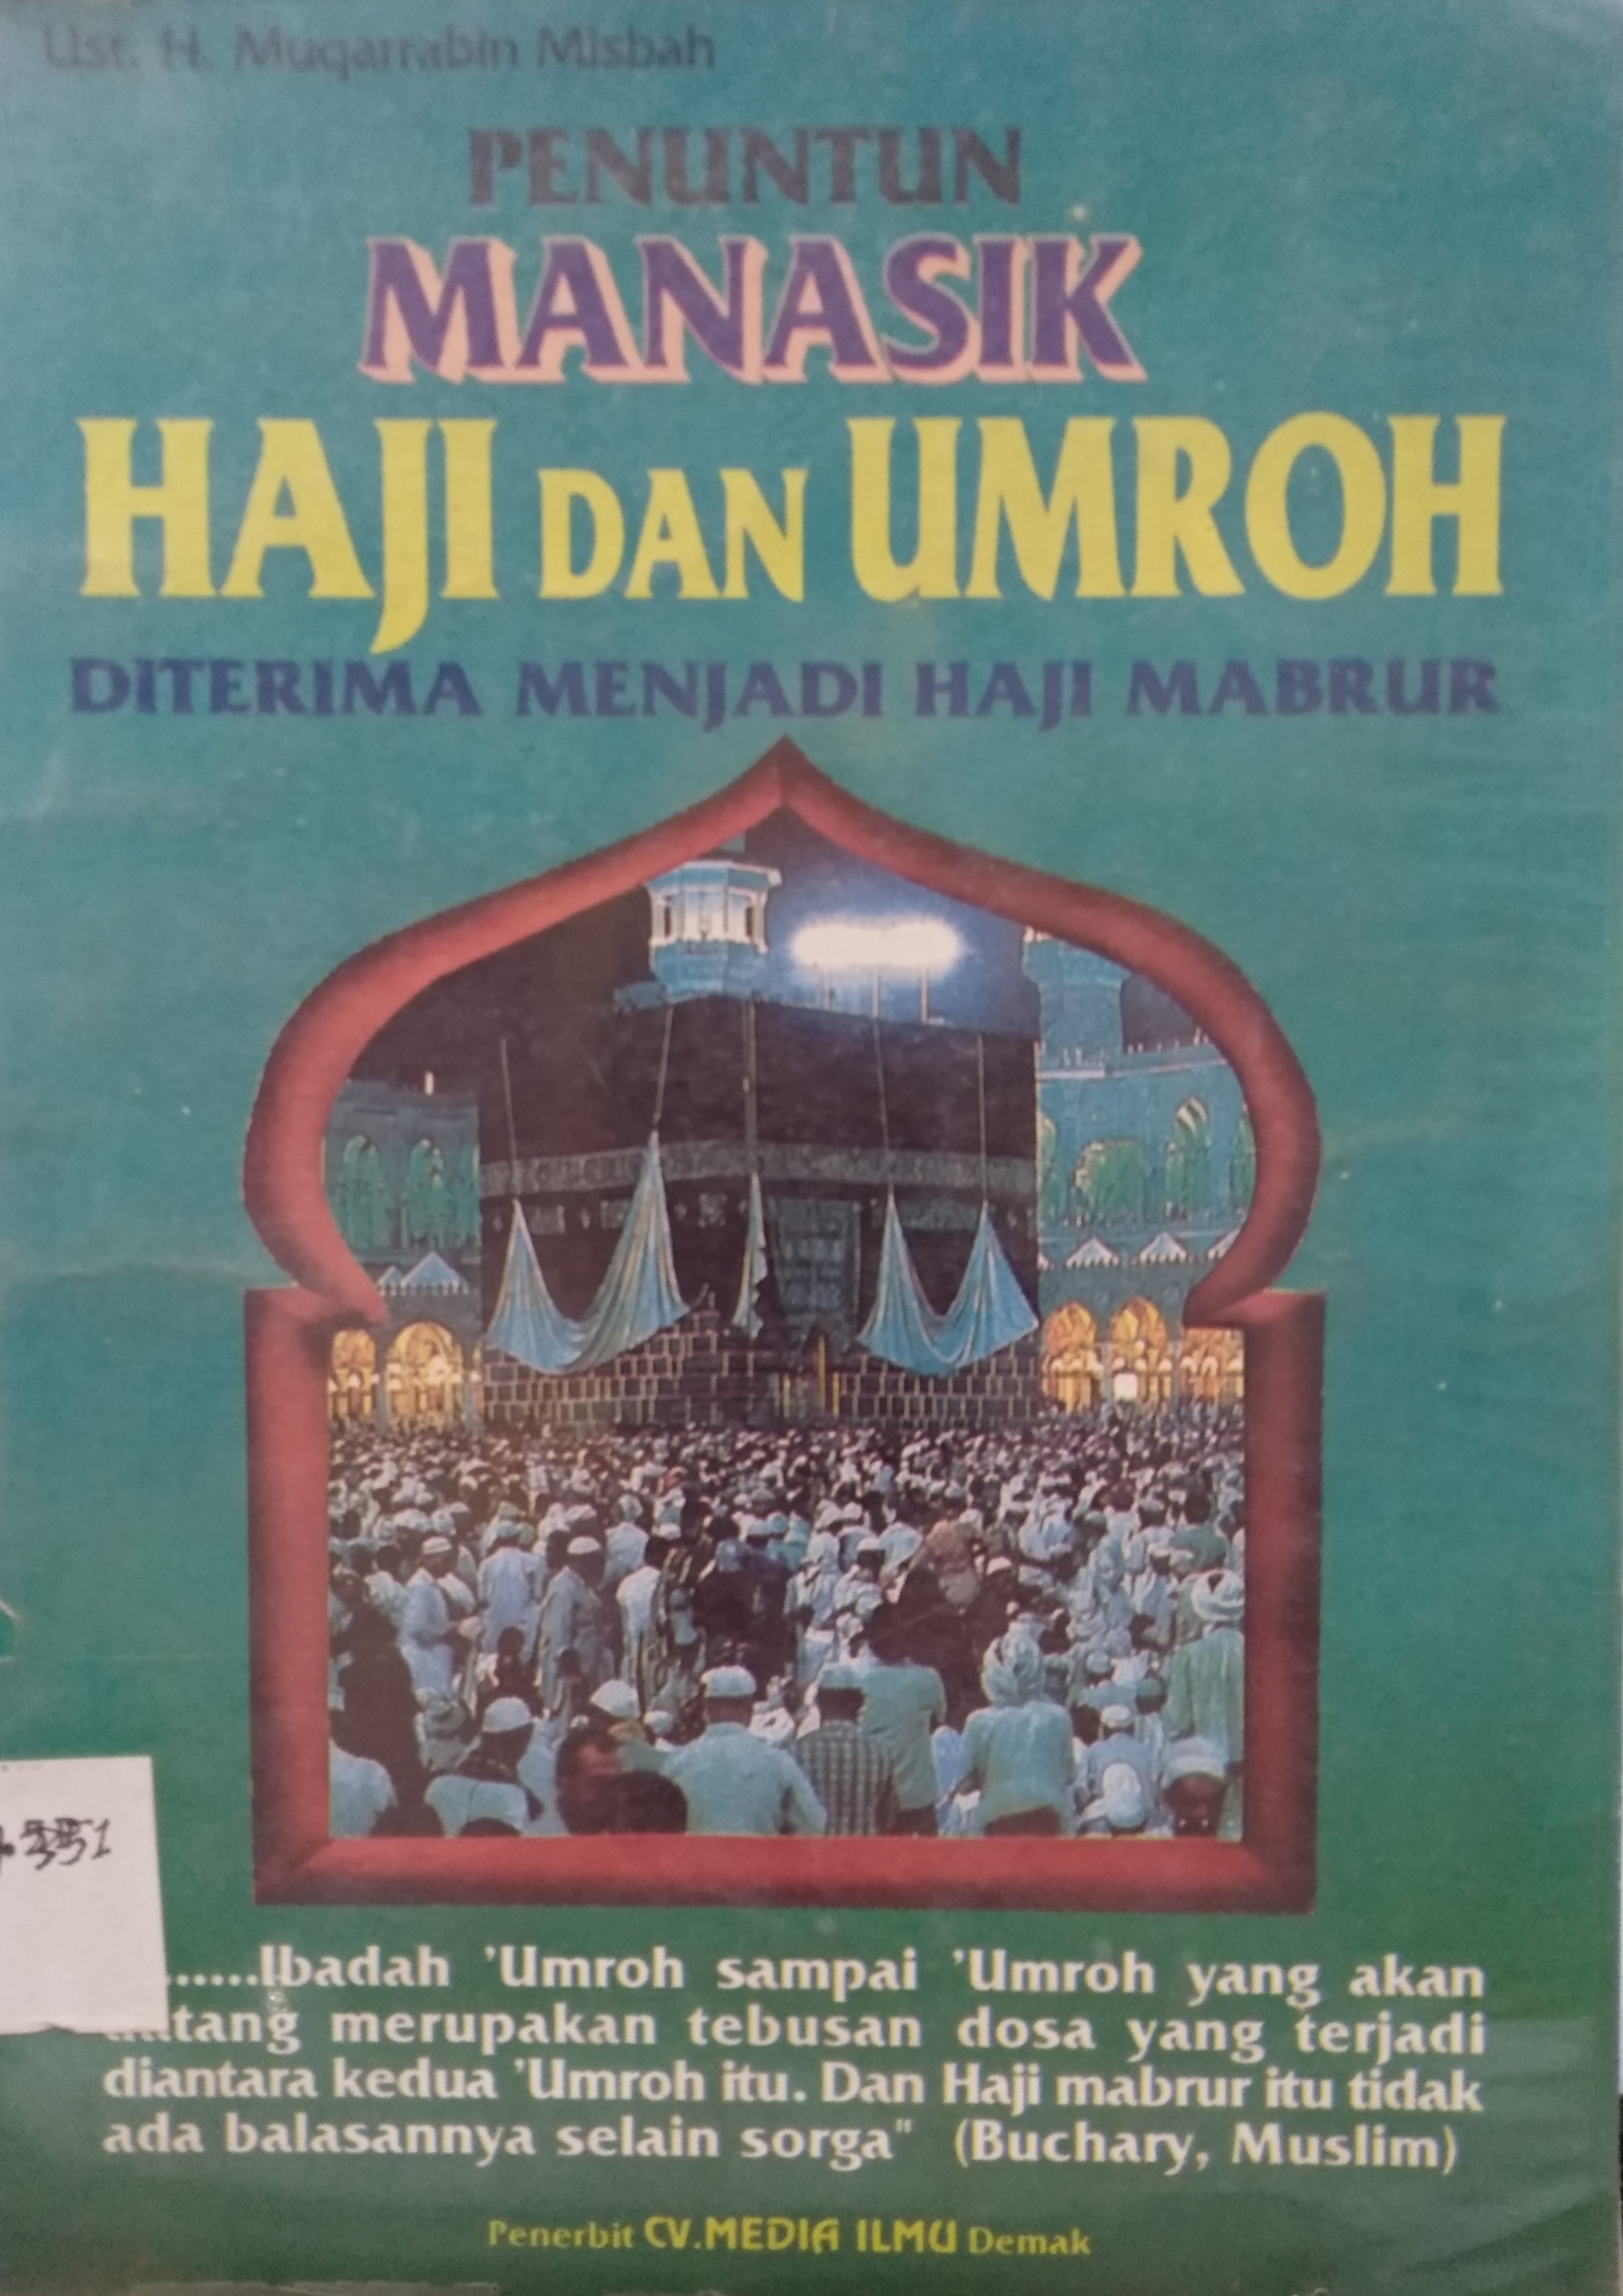 Ust. H. Muqarrabin Misbah
PENUNTUN
MANASIK
HAJI DAN UMROH
DITERIMA MENJADI HAJI MABRUR
351
......Ibadah 'Umroh sampai 'Umroh yang akan
datang merupakan tebusan dosa yang terjadi
diantara kedua 'Umroh itu. Dan Haji mabrur itu tidak
ada balasannya selain sorga" (Buchary, Muslim)
Penerbit CV.MEDIA ILMU Demak